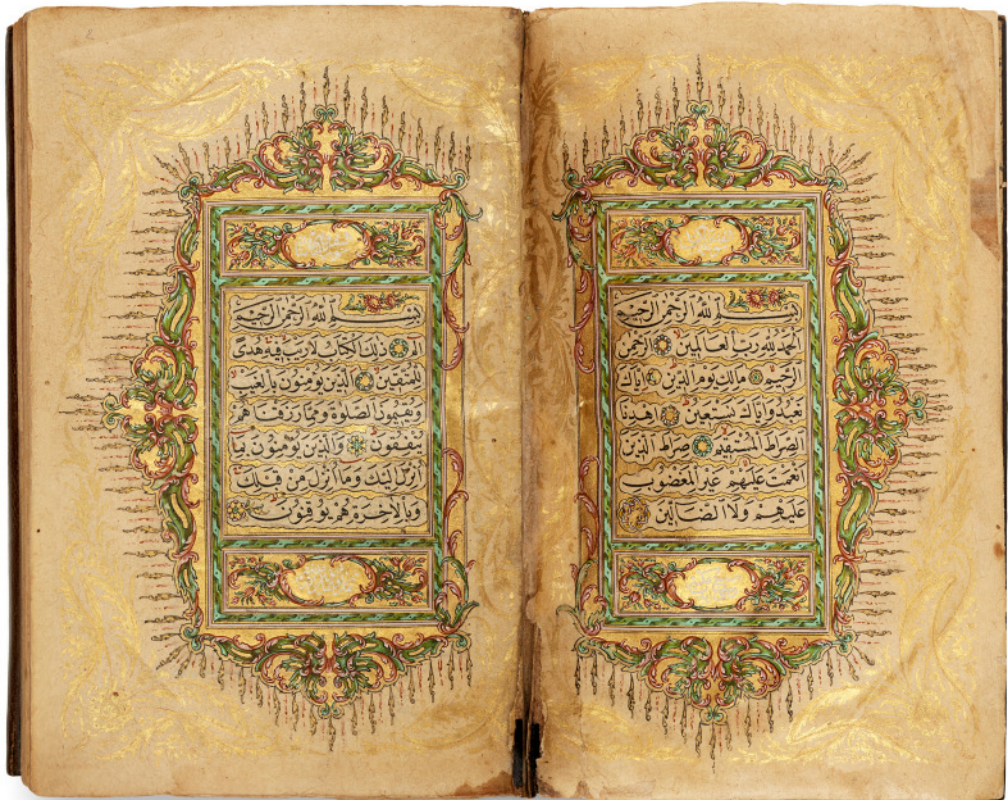 بسم الله الرحمن الرحيم
الحمد لله رب العالمين الرحمن
الرحيم مالك يوم الدين اياك
نعبد واياك نستعين اهدنا
الصراط المستقيم صراط الذين
انعمت عليهم غير المغضوب
عليهم ولا الضالين
بسم الله الرحمن الرحيم
الم ذلك الكتاب لا ريب فيه هدى
للمتقين الذين يؤمنون بالغيب
ويقيمون الصلوة ومما رزقناهم
ينفقون والذين يؤمنون بما
انزل اليك وما انزل من قبلك
وبالاخرة هم يوقنون